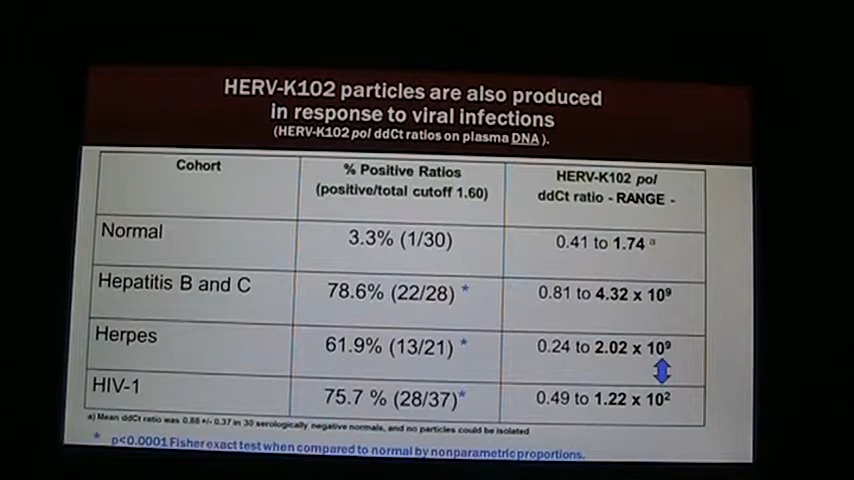 HERV-K102 particles are also produced
in response to viral infections
(HERV-K102 pol ddCt ratios on plasma DNA ).
Cohort
% Positive Ratios
(positive/total cutoff 1.60)
HERV-K102 pol
ddCt ratio - RANGE -
Normal
3.3% (1/30)
0.41 to 1.74 ᵃ
Hepatitis B and C
78.6% (22/28) *
0.81 to 4.32 x 10⁹
Herpes
61.9% (13/21) *
0.24 to 2.02 x 10⁹
HIV-1
75.7 % (28/37)*
0.49 to 1.22 x 10²
a) Mean ddCt ratio was 0.88 +/- 0.37 in 30 serologically negative normals, and no particles could be isolated
* p<0.0001 Fisher exact test when compared to normal by nonparametric proportions.